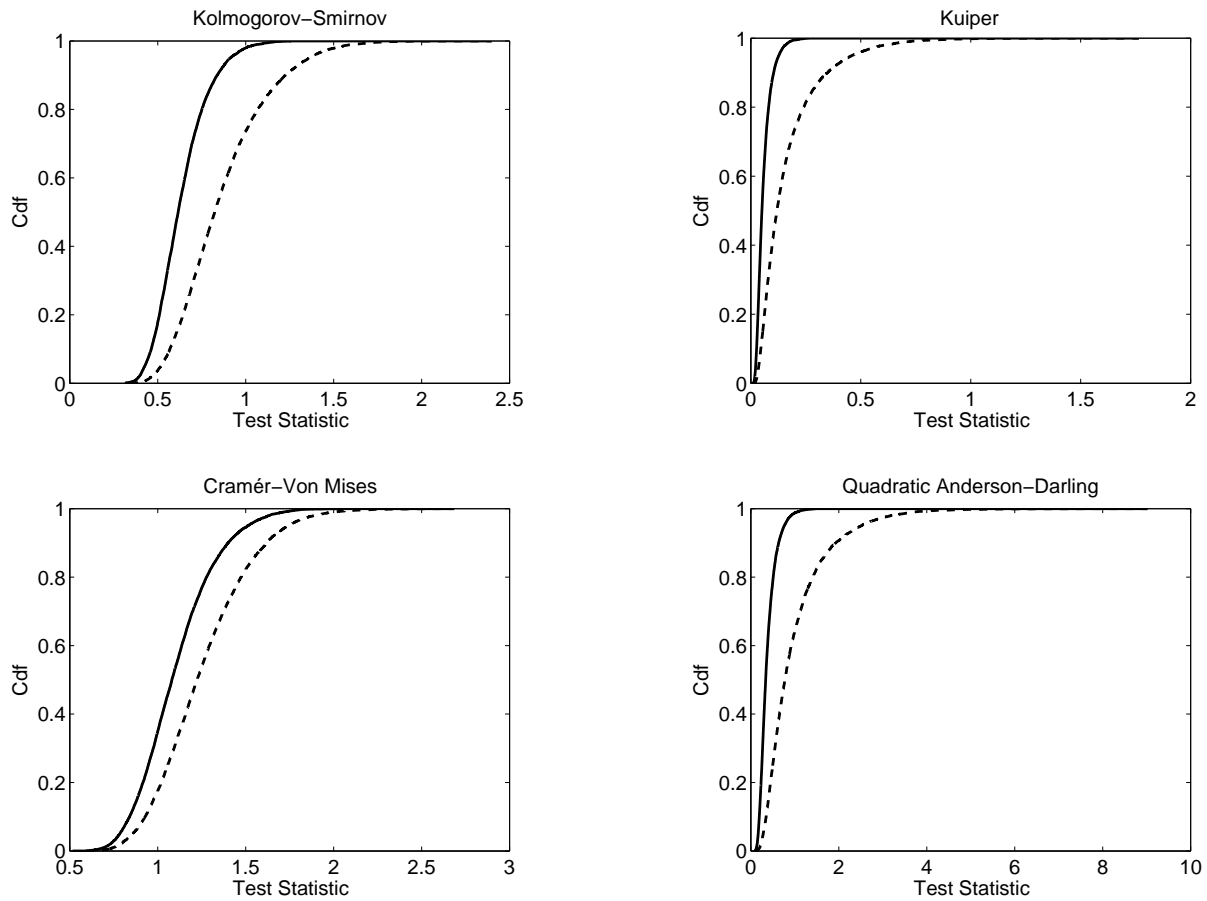 Kolmogorov−Smirnov
1
0.8
0.6
0.4
0.2
0
Cdf
0 0.5 1 1.5 2 2.5
Test Statistic
Kuiper
1
0.8
0.6
0.4
0.2
0
Cdf
0 0.5 1 1.5 2
Test Statistic
Cramér−Von Mises
1
0.8
0.6
0.4
0.2
0
Cdf
0.5 1 1.5 2 2.5 3
Test Statistic
Quadratic Anderson−Darling
1
0.8
0.6
0.4
0.2
0
Cdf
0 2 4 6 8 10
Test Statistic